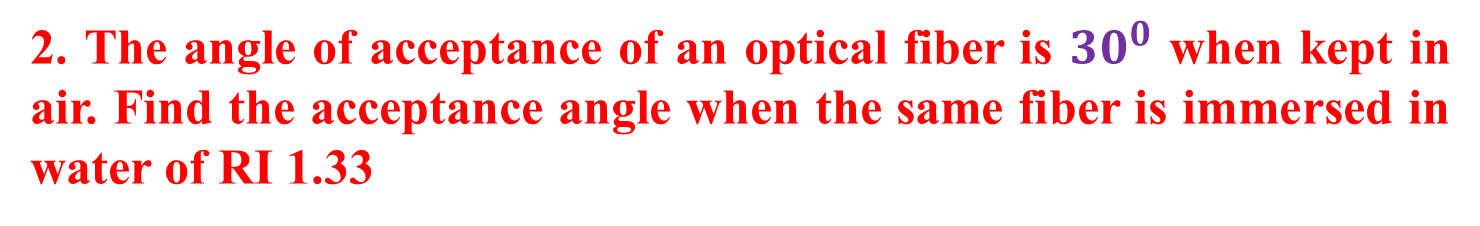 2. The angle of acceptance of an optical fiber is 30⁰ when kept in
air. Find the acceptance angle when the same fiber is immersed in
water of RI 1.33